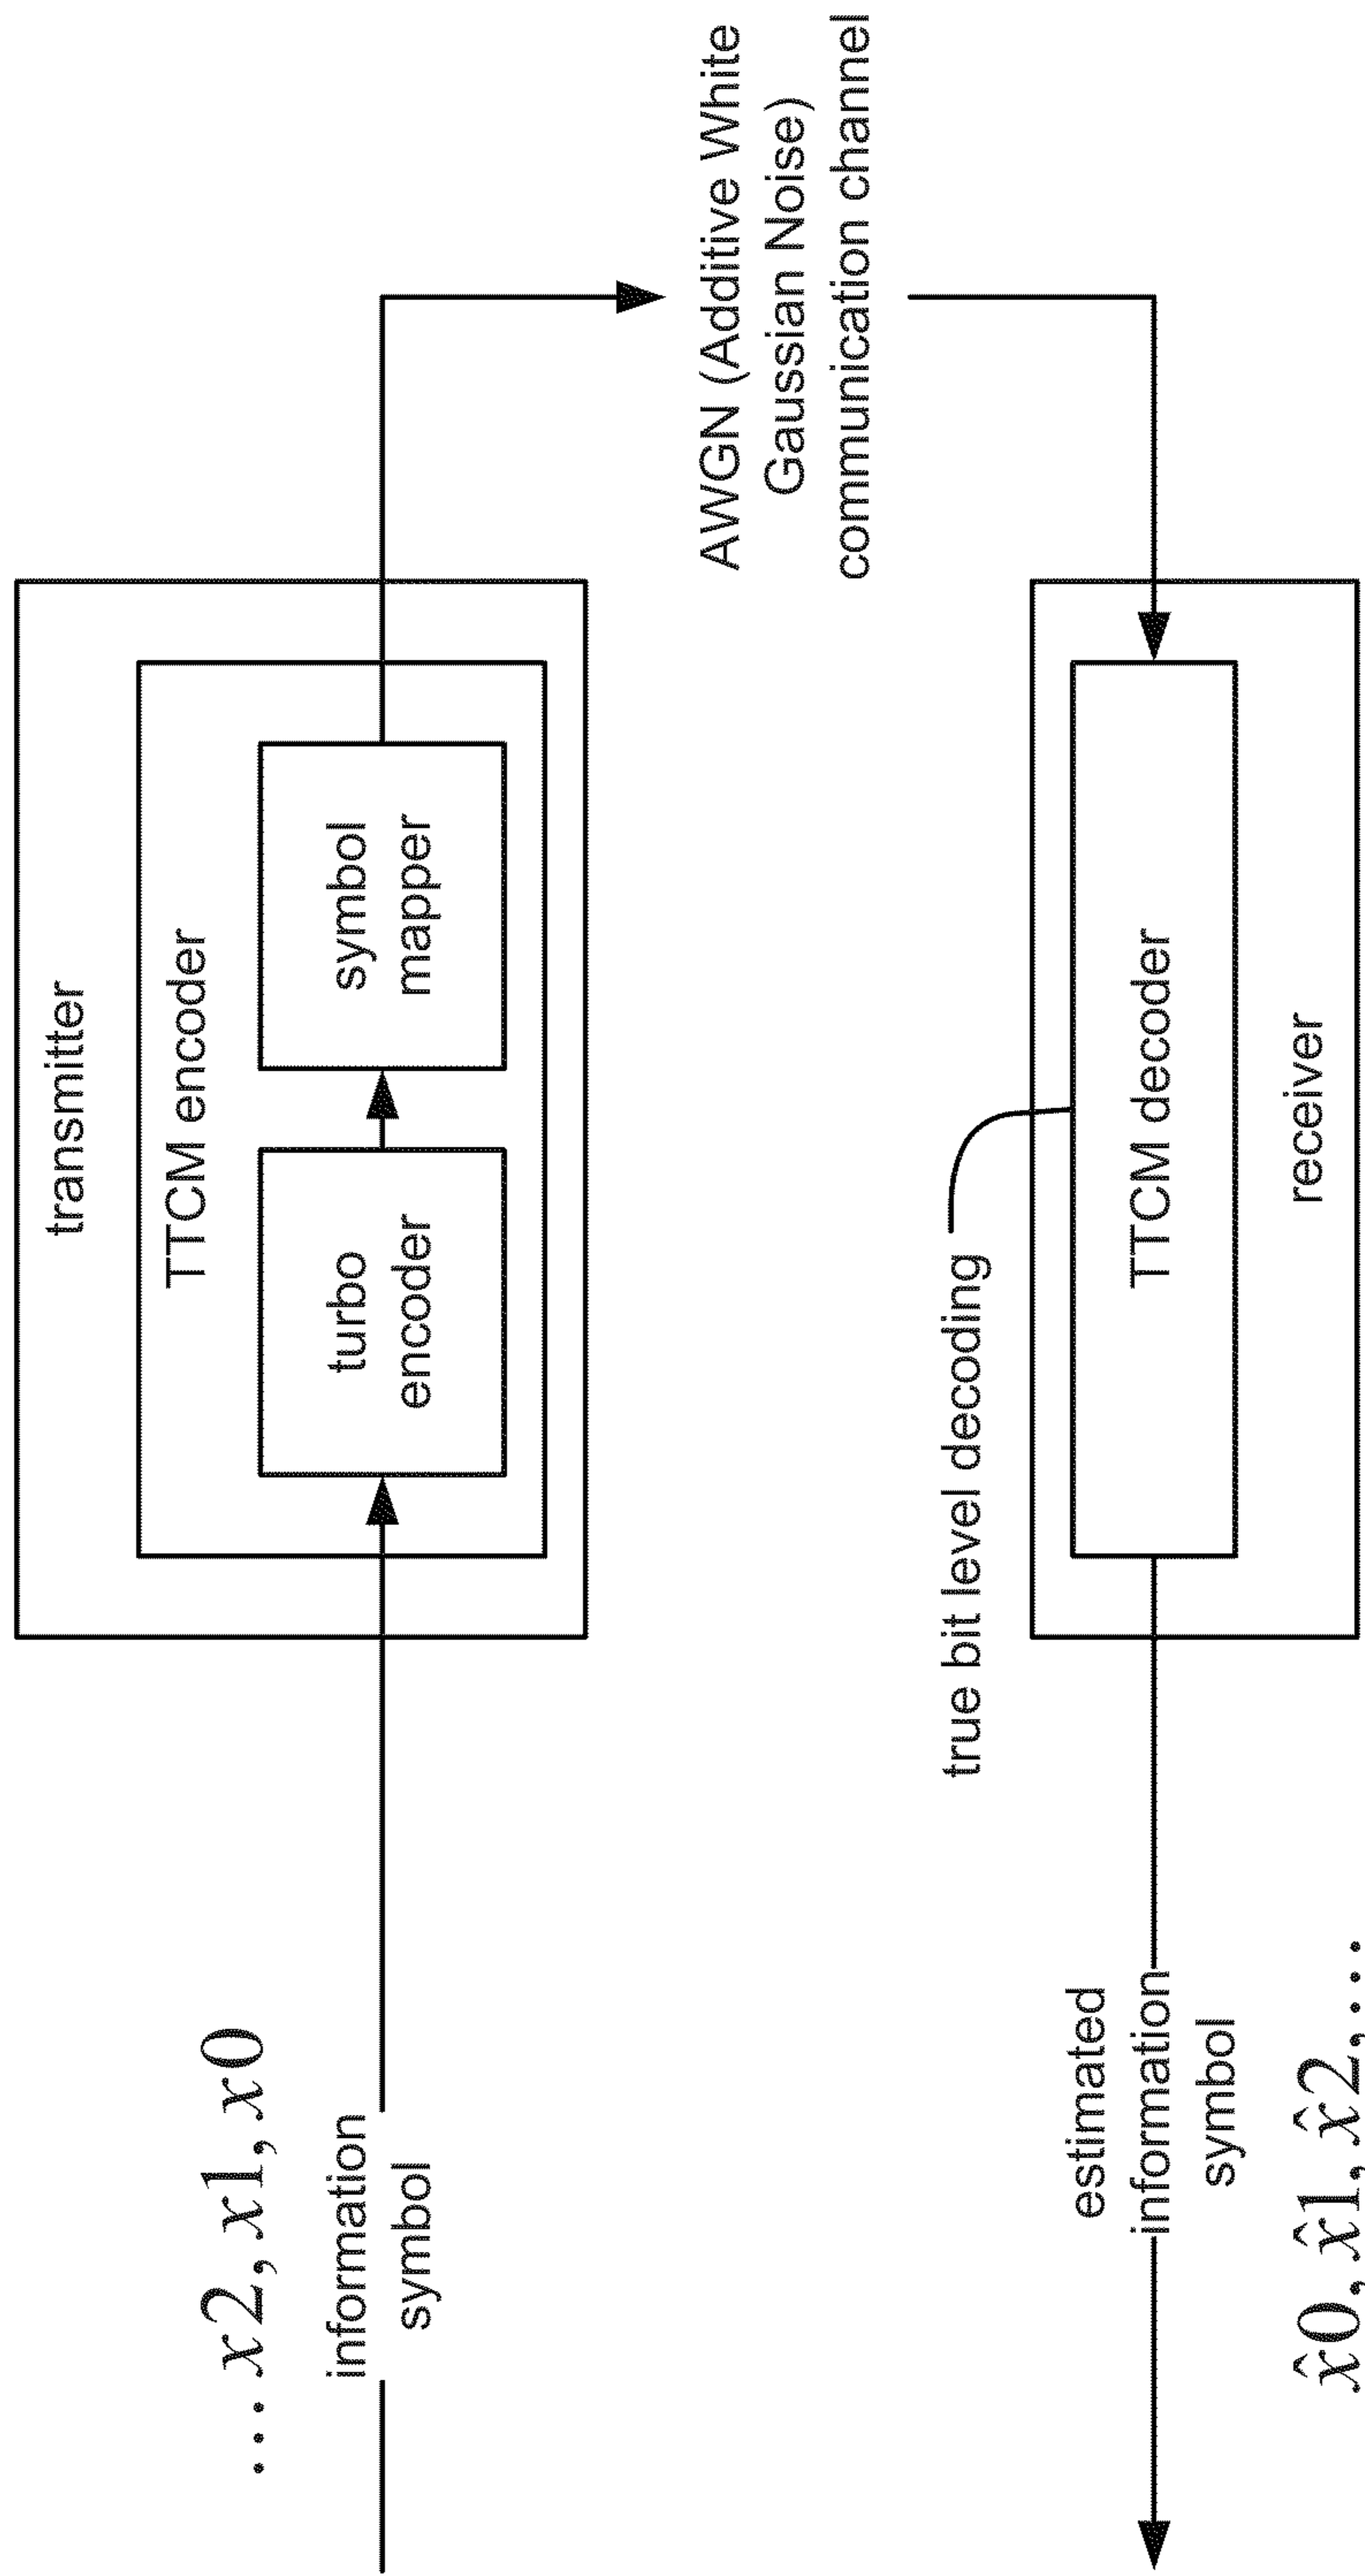 transmitter
TTCM encoder
... x2, x1, x0
information
symbol
turbo
encoder
symbol
mapper
AWGN (Additive White
Gaussian Noise)
communication channel
true bit level decoding
estimated
information
symbol
TTCM decoder
receiver
x̂0, x̂1, x̂2, ...